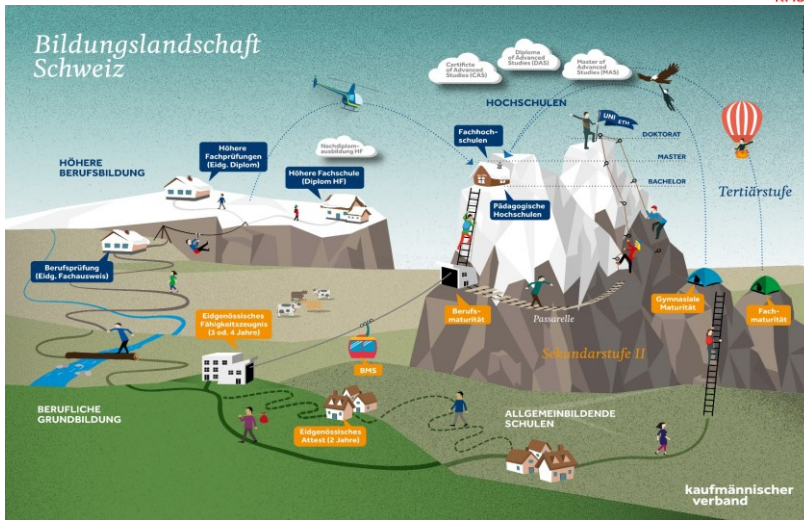 Bildungslandschaft
Schweiz
Certificte
of Advanced
Studies (CAS)
Diploma
of Advanced
Studies (DAS)
Master of
Advanced
Studies (MAS)
HOCHSCHULEN
UNI ETH
DOKTORAT
MASTER
BACHELOR
Tertiärstufe
Fachhoch-
schulen
Pädagogische
Hochschulen
Nachdiplom-
ausbildung HF
HÖHERE
BERUFSBILDUNG
Höhere
Fachprüfungen
(Eidg. Diplom)
Höhere Fachschule
(Diplom HF)
Berufsprüfung
(Eidg. Fachausweis)
Eidgenössisches
Fähigkeitszeugnis
(3 od. 4 Jahre)
Berufs-
maturität
Passarelle
Gymnasiale
Maturität
Fach-
maturität
Sekundarstufe II
BMS
BERUFLICHE
GRUNDBILDUNG
Eidgenössisches
Attest (2 Jahre)
ALLGEMEINBILDENDE
SCHULEN
kaufmännischer
verband